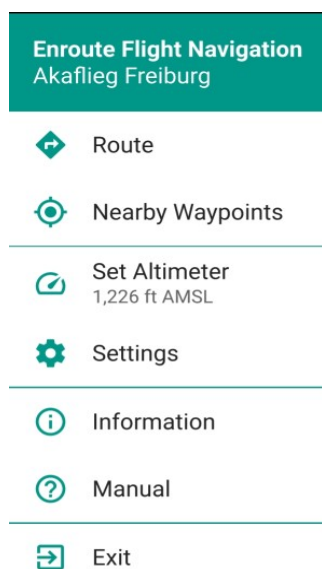 Enroute Flight Navigation
Akaflieg Freiburg
Route
Nearby Waypoints
Set Altimeter
1,226 ft AMSL
Settings
Information
Manual
Exit